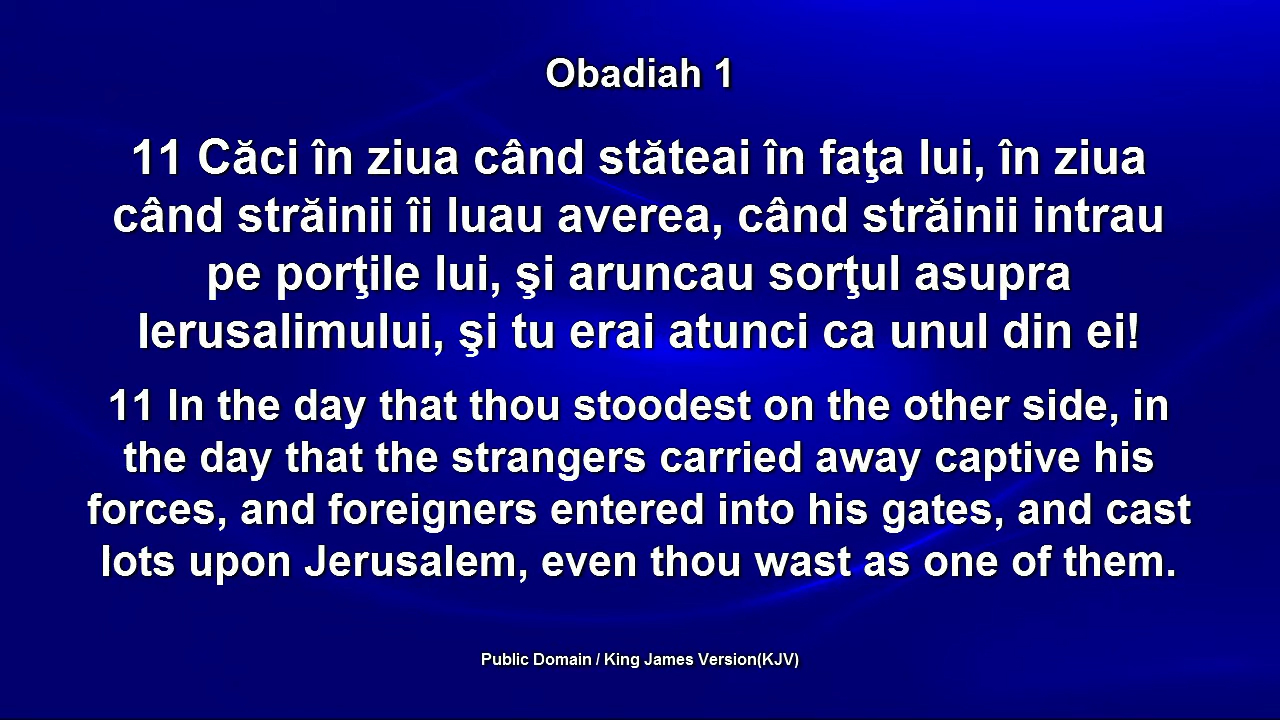 Obadiah 1
11 Căci în ziua când stăteai în faţa lui, în ziua
când străinii îi luau averea, când străinii intrau
pe porţile lui, şi aruncau sorţul asupra
Ierusalimului, şi tu erai atunci ca unul din ei!
11 In the day that thou stoodest on the other side, in
the day that the strangers carried away captive his
forces, and foreigners entered into his gates, and cast
lots upon Jerusalem, even thou wast as one of them.
Public Domain / King James Version(KJV)